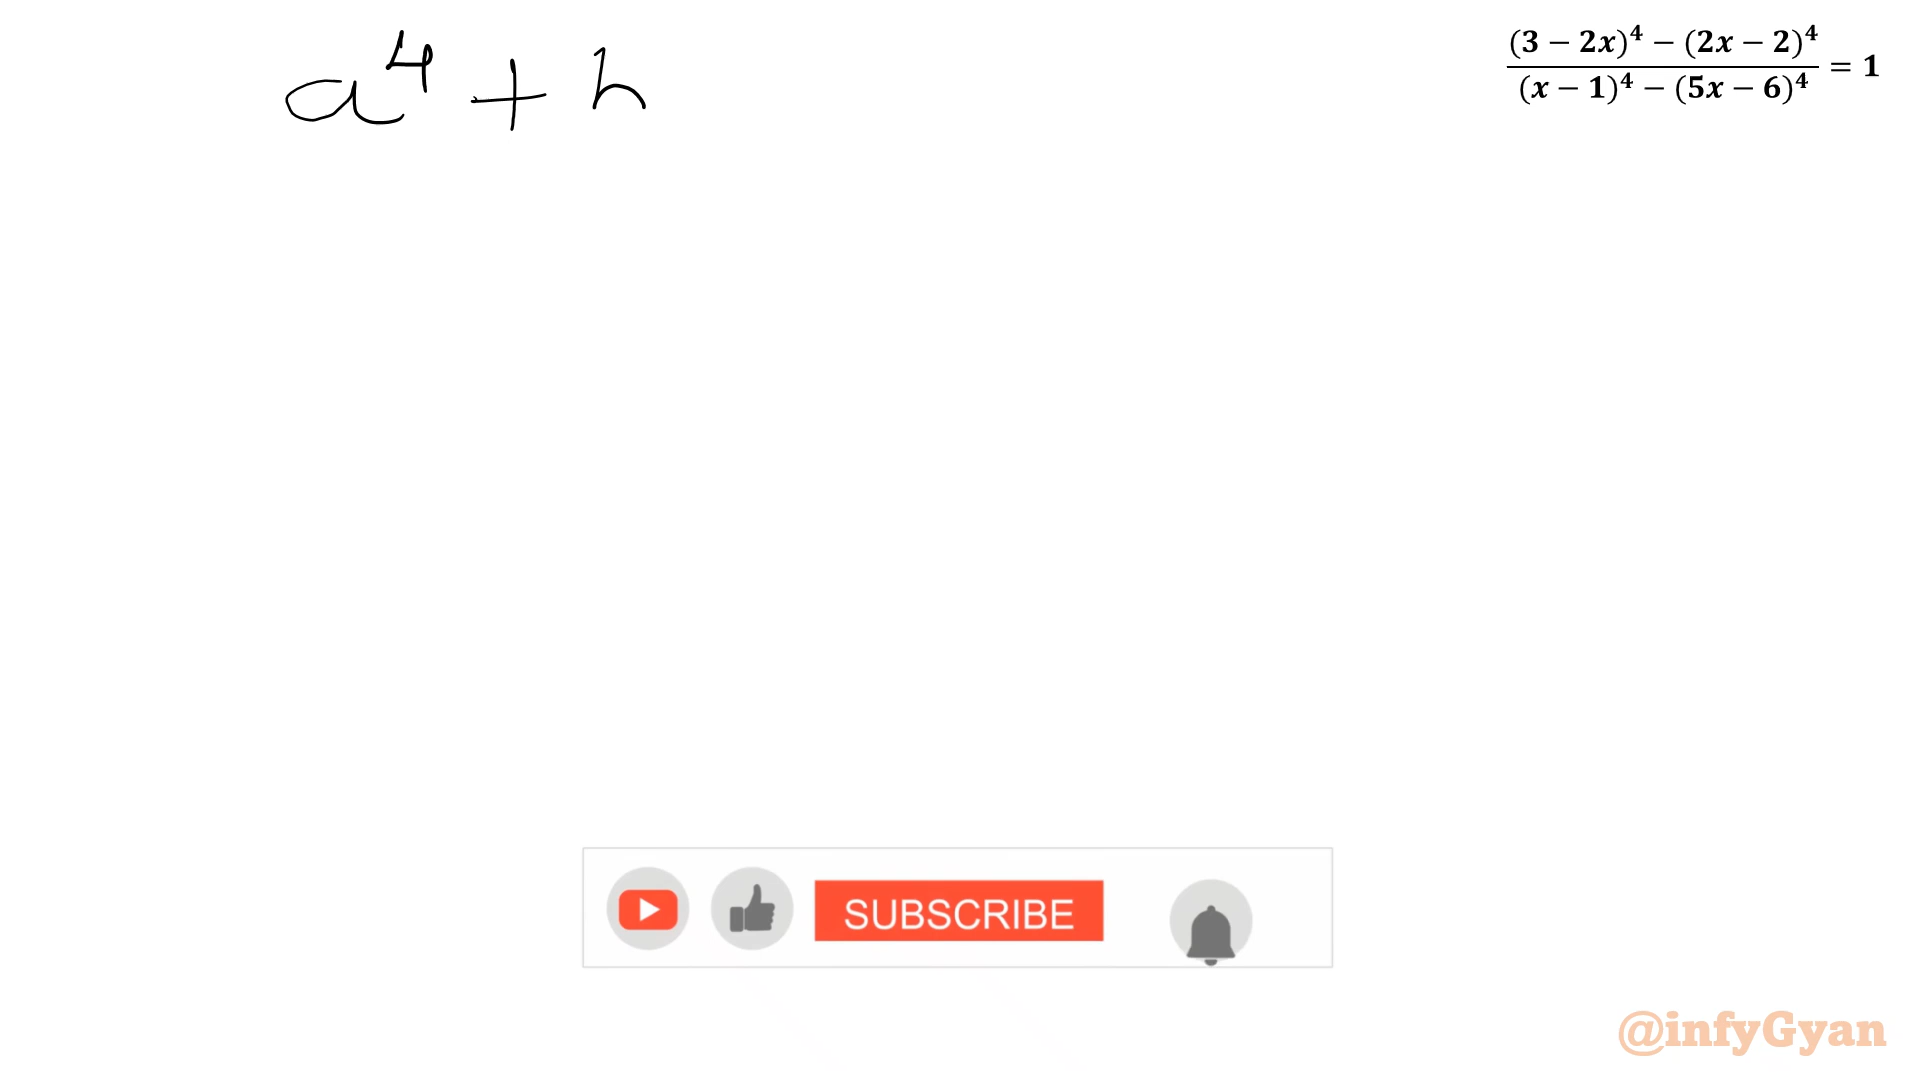 a⁴ + h
(3 − 2x)⁴ − (2x − 2)⁴
(x − 1)⁴ − (5x − 6)⁴
= 1
SUBSCRIBE
@infyGyan